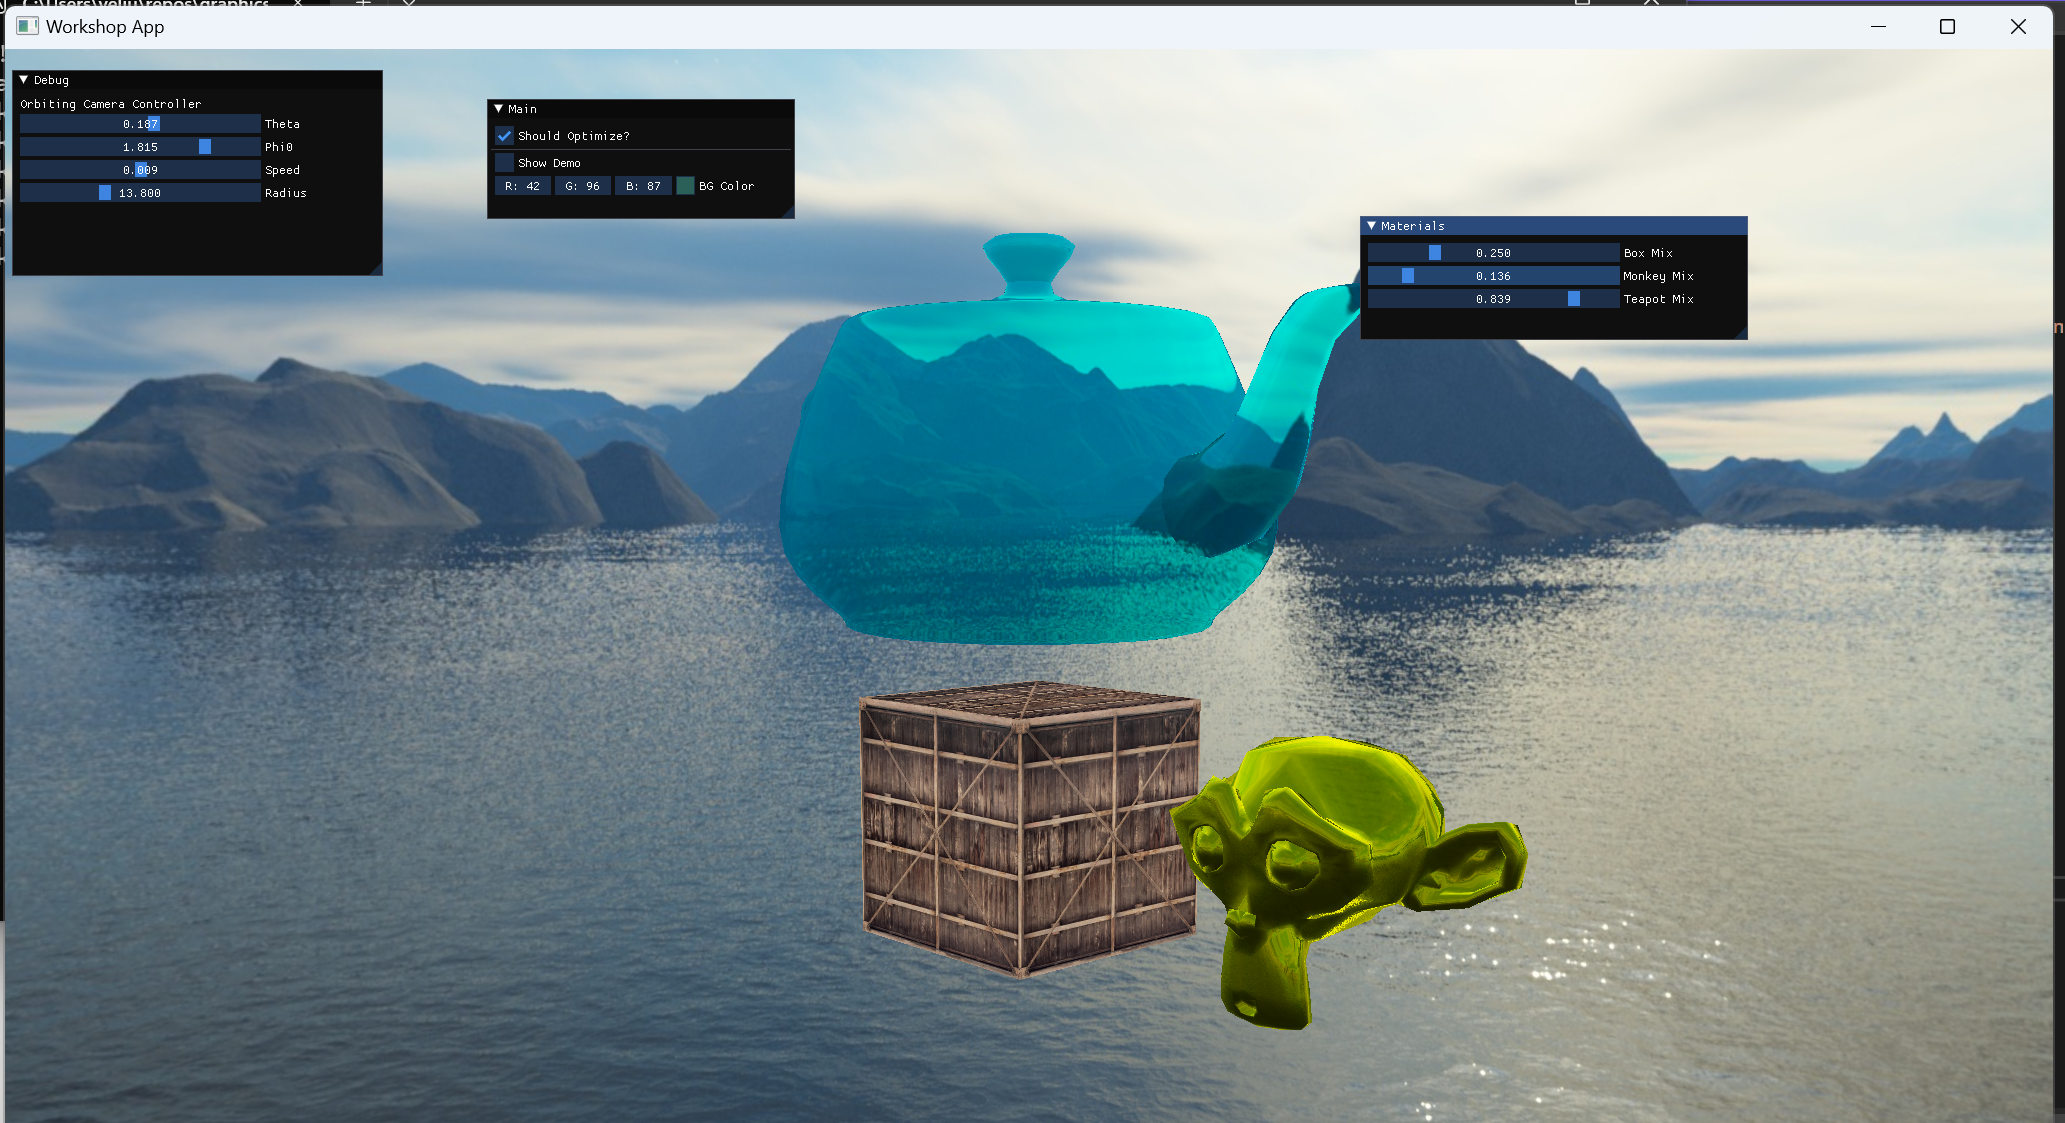 Workshop App
Debug
Orbiting Camera Controller
0.187 Theta
1.815 Phi0
0.009 Speed
13.800 Radius
Main
Should Optimize?
Show Demo
R: 42 G: 96 B: 87 BG Color
Materials
0.250 Box Mix
0.136 Monkey Mix
0.839 Teapot Mix